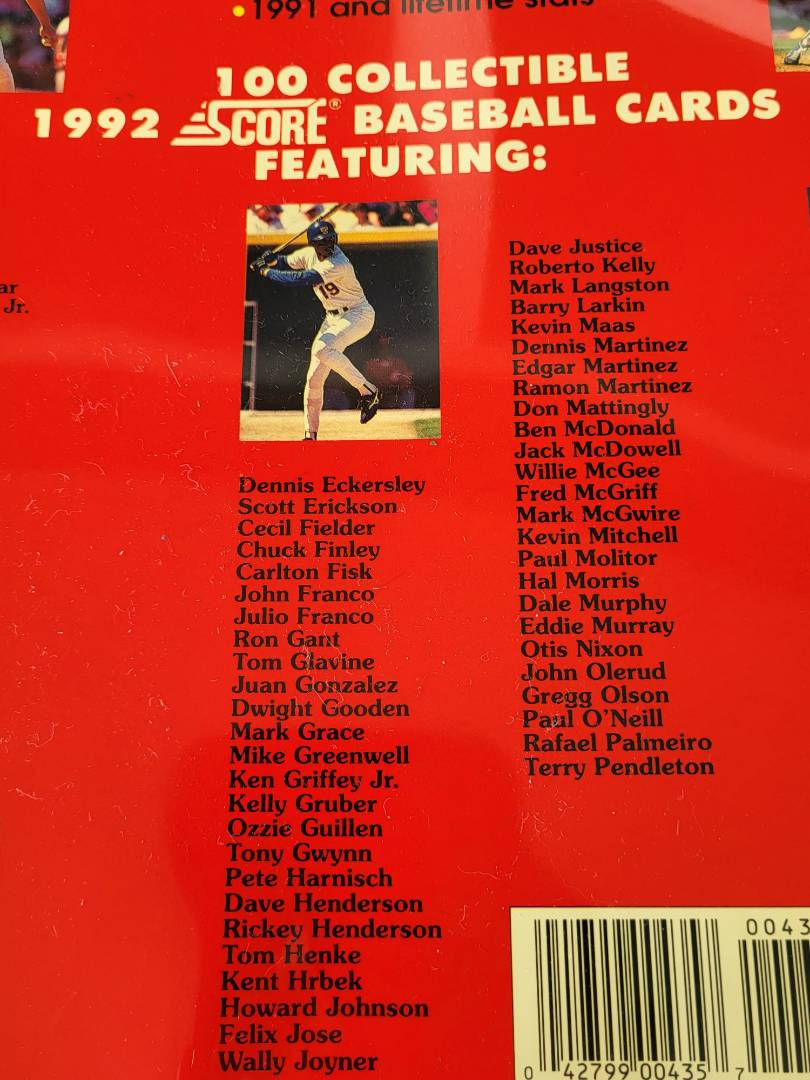 • 1991 and lifetime stats
100 COLLECTIBLE
1992 SCORE® BASEBALL CARDS
FEATURING:
Jr.
19
Dennis Eckersley
Scott Erickson
Cecil Fielder
Chuck Finley
Carlton Fisk
John Franco
Julio Franco
Ron Gant
Tom Glavine
Juan Gonzalez
Dwight Gooden
Mark Grace
Mike Greenwell
Ken Griffey Jr.
Kelly Gruber
Ozzie Guillen
Tony Gwynn
Pete Harnisch
Dave Henderson
Rickey Henderson
Tom Henke
Kent Hrbek
Howard Johnson
Felix Jose
Wally Joyner
Dave Justice
Roberto Kelly
Mark Langston
Barry Larkin
Kevin Maas
Dennis Martinez
Edgar Martinez
Ramon Martinez
Don Mattingly
Ben McDonald
Jack McDowell
Willie McGee
Fred McGriff
Mark McGwire
Kevin Mitchell
Paul Molitor
Hal Morris
Dale Murphy
Eddie Murray
Otis Nixon
John Olerud
Gregg Olson
Paul O'Neill
Rafael Palmeiro
Terry Pendleton
0043
0 42799 00435 7